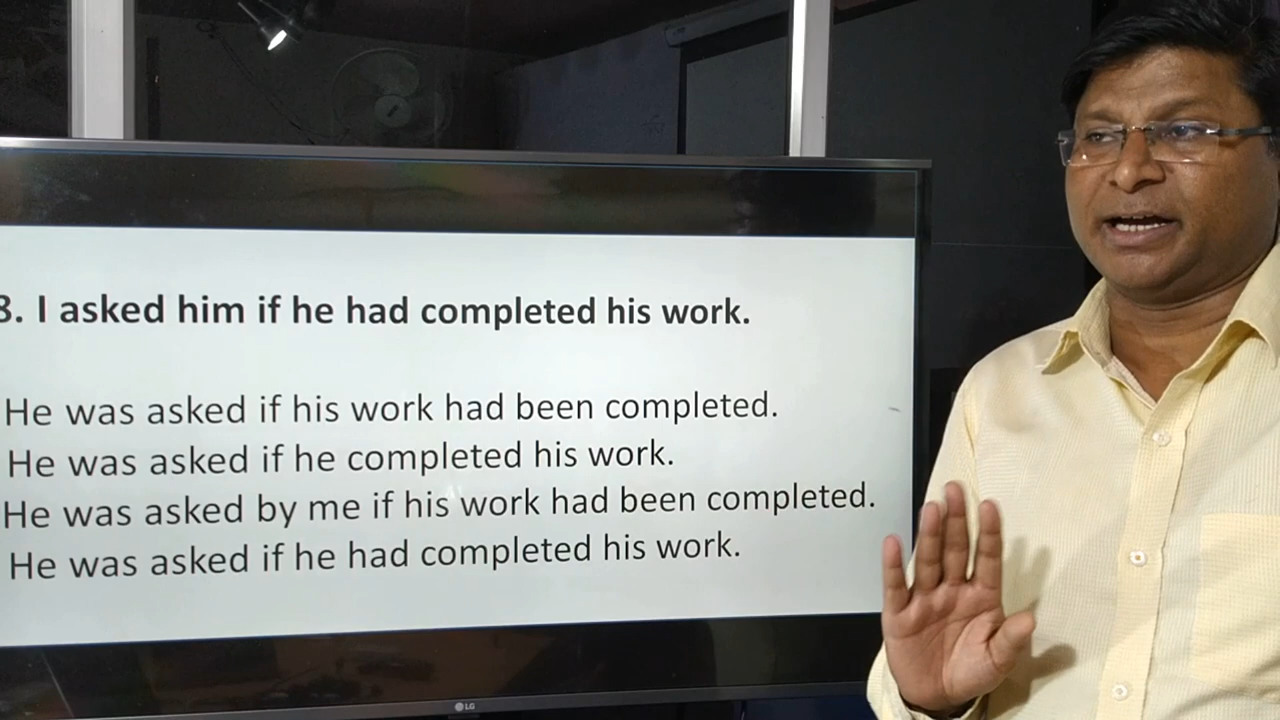 8. I asked him if he had completed his work.
He was asked if his work had been completed.
He was asked if he completed his work.
He was asked by me if his work had been completed.
He was asked if he had completed his work.
LG